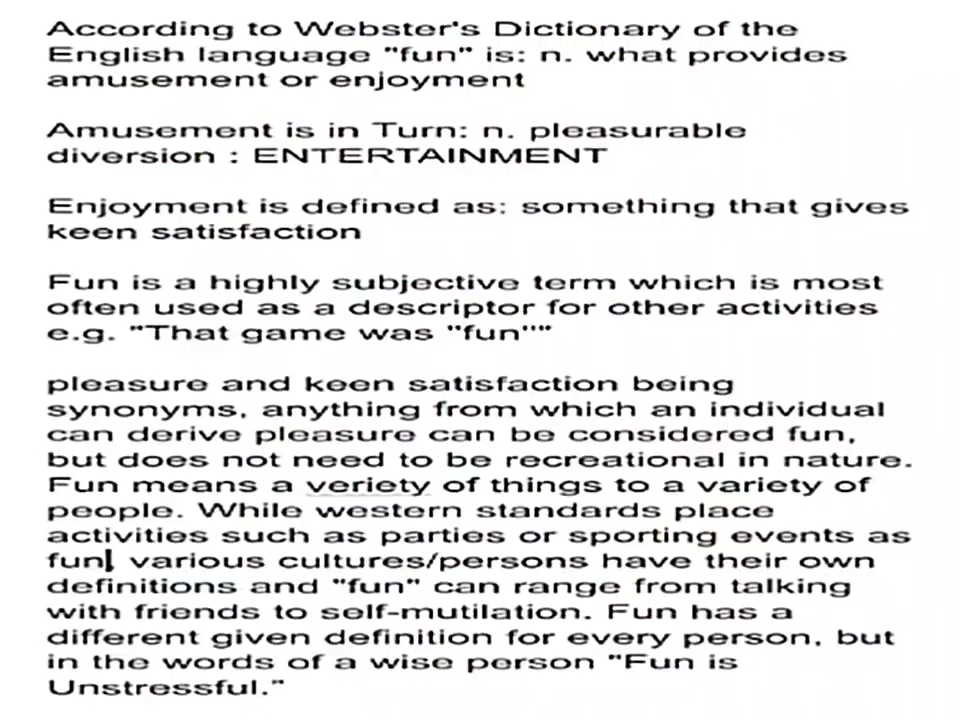 According to Webster's Dictionary of the
English language "fun" is: n. what provides
amusement or enjoyment
Amusement is in Turn: n. pleasurable
diversion : ENTERTAINMENT
Enjoyment is defined as: something that gives
keen satisfaction
Fun is a highly subjective term which is most
often used as a descriptor for other activities
e.g. "That game was "fun""
pleasure and keen satisfaction being
synonyms, anything from which an individual
can derive pleasure can be considered fun,
but does not need to be recreational in nature.
Fun means a veriety of things to a variety of
people. While western standards place
activities such as parties or sporting events as
fun, various cultures/persons have their own
definitions and "fun" can range from talking
with friends to self-mutilation. Fun has a
different given definition for every person, but
in the words of a wise person "Fun is
Unstressful."